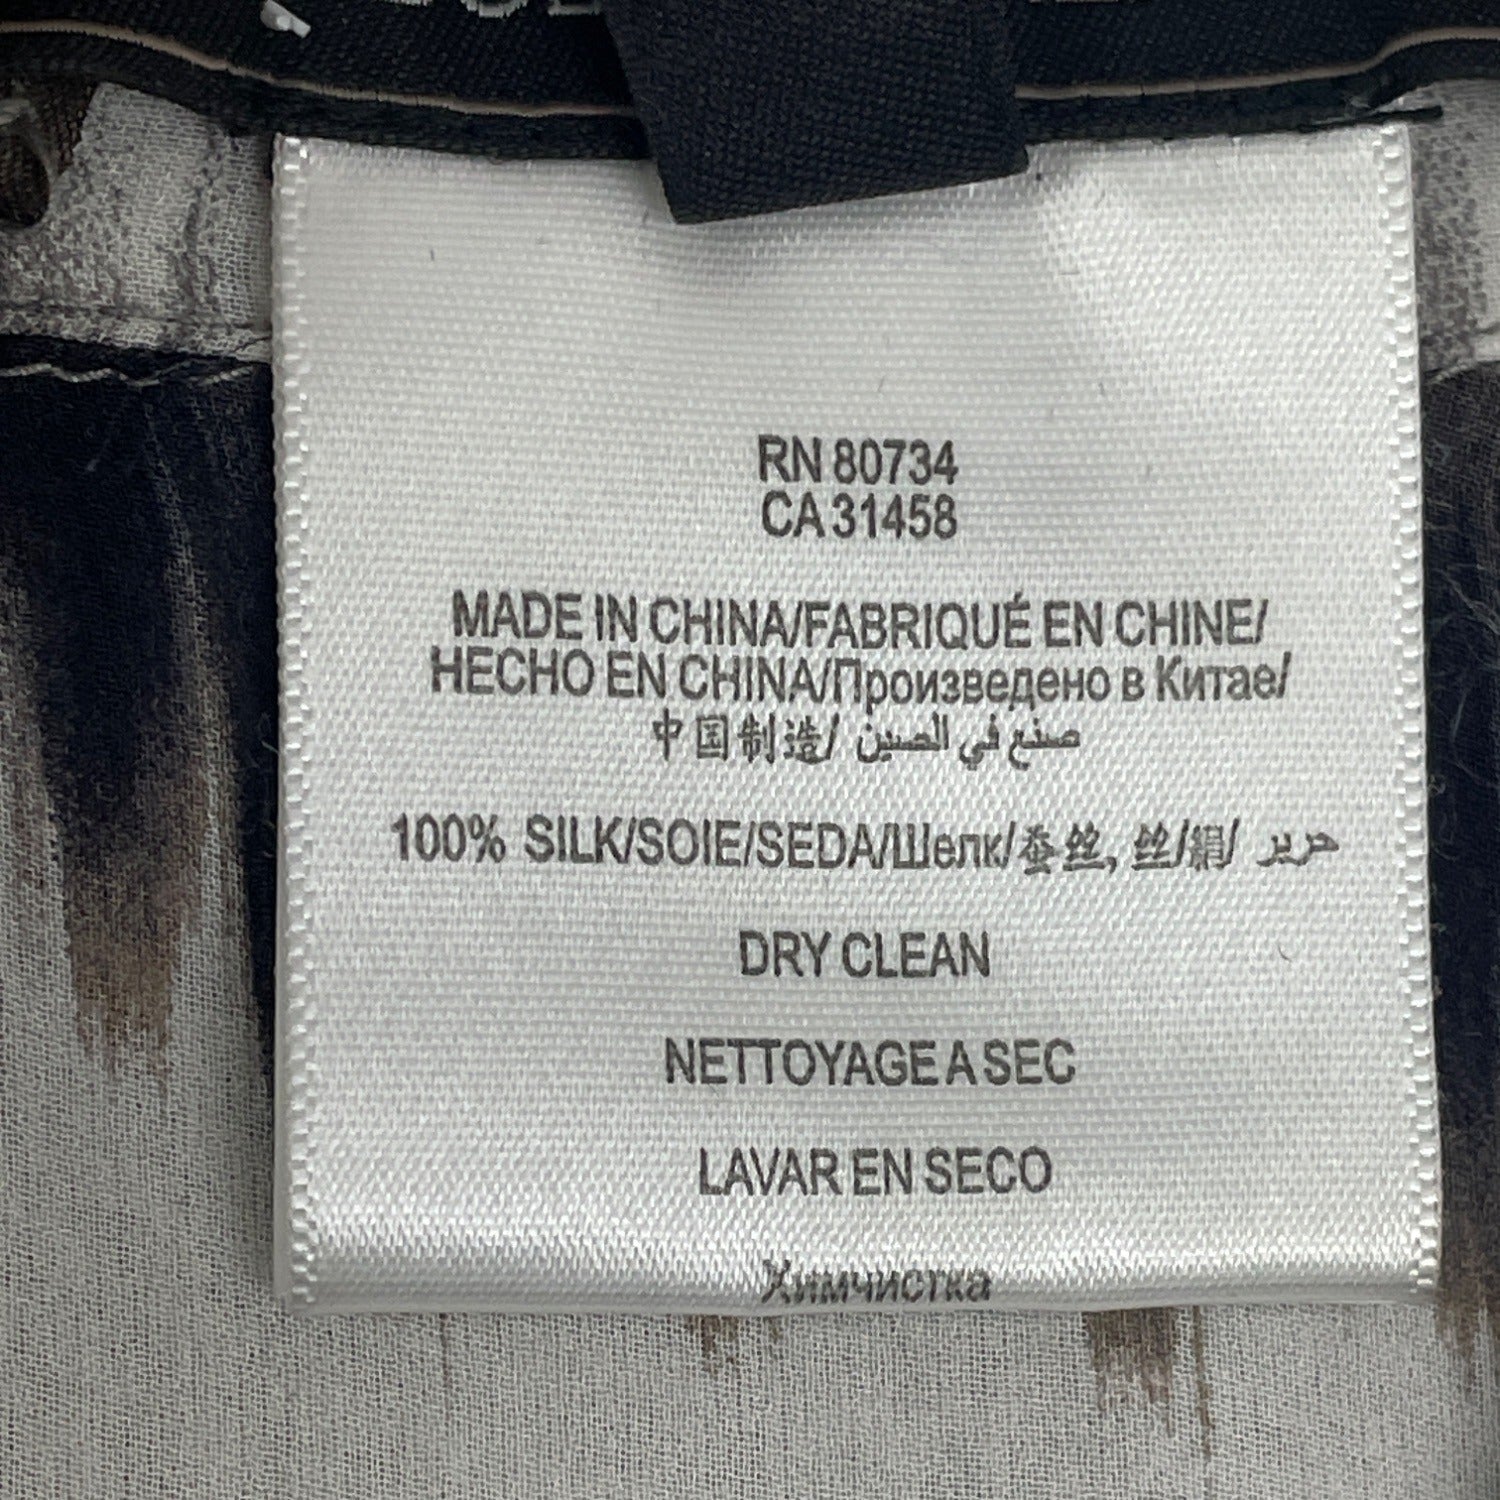 RN 80734
CA 31458
MADE IN CHINA/FABRIQUÉ EN CHINE/
HECHO EN CHINA/Произведено в Китае/
中国制造/ صنع في الصين
100% SILK/SOIE/SEDA/Шелк/蚕丝, 丝/絹/ حرير
DRY CLEAN
NETTOYAGE A SEC
LAVAR EN SECO
Химчистка